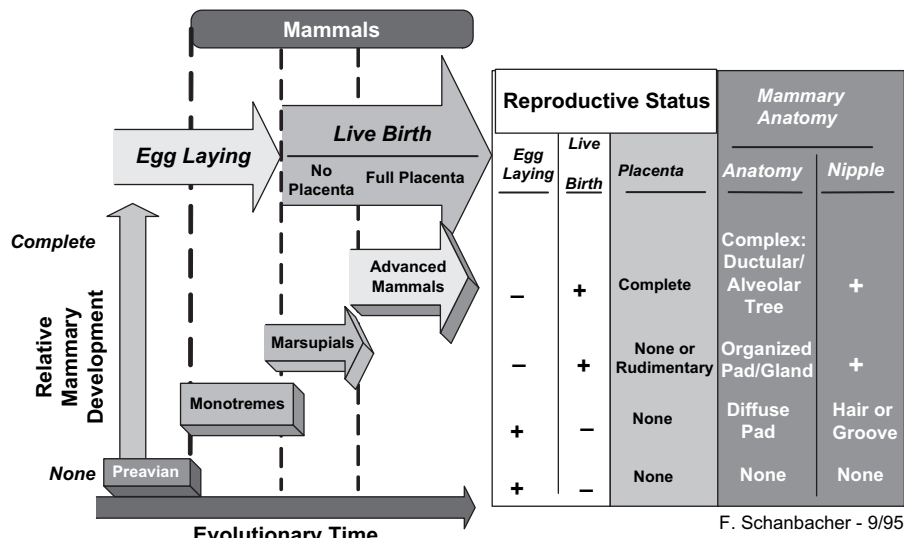 Mammals
Egg Laying
Live Birth
No
Placenta
Full Placenta
Complete
Relative
Mammary
Development
None
Advanced
Mammals
Marsupials
Monotremes
Preavian
Evolutionary Time
Reproductive Status
Mammary
Anatomy
Egg
Laying
Live
Birth
Placenta
Anatomy
Nipple
– + Complete
Complex:
Ductular/
Alveolar
Tree
+
– +
None or
Rudimentary
Organized
Pad/Gland
+
+ – None
Diffuse
Pad
Hair or
Groove
+ – None None None
F. Schanbacher - 9/95